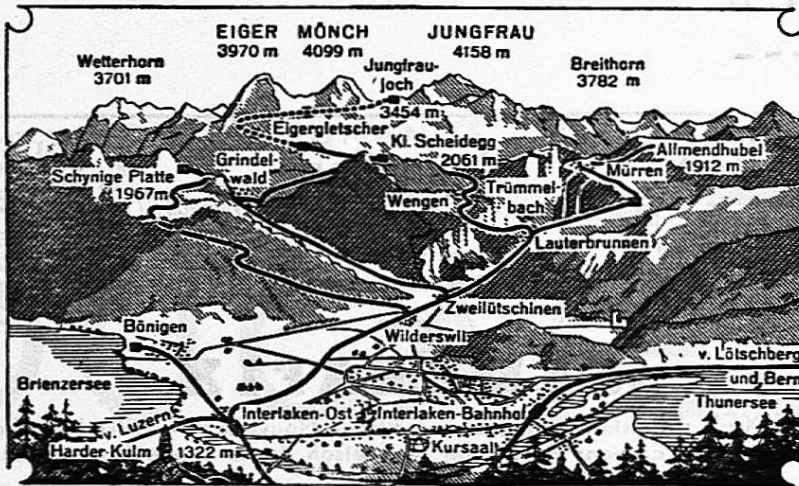 EIGER
3970 m
MÖNCH
4099 m
JUNGFRAU
4158 m
Wetterhorn
3701 m
Jungfrau-
joch
3454 m
Breithorn
3782 m
Eigergletscher
Kl. Scheidegg
2061 m
Allmendhubel
1912 m
Schynige Platte
1967m
Grindel-
wald
Mürren
Wengen
Trümmel-
bach
Lauterbrunnen
Zweilütschinen
Bönigen
Wilderswil
v. Lötschberg
und Bern
Brienzersee
Thunersee
v. Luzern
Interlaken-Ost
Interlaken-Bahnhof
Harder-Kulm 1322 m
Kursaal